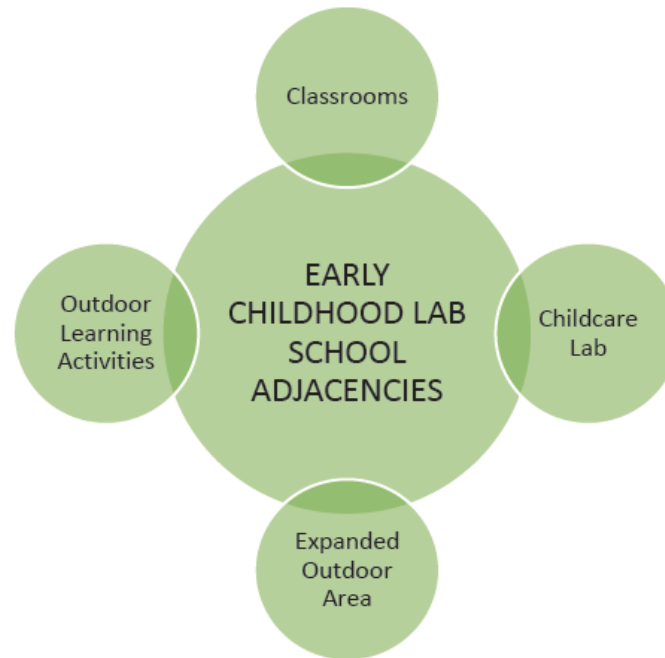 Classrooms
Outdoor
Learning
Activities
EARLY
CHILDHOOD LAB
SCHOOL
ADJACENCIES
Childcare
Lab
Expanded
Outdoor
Area